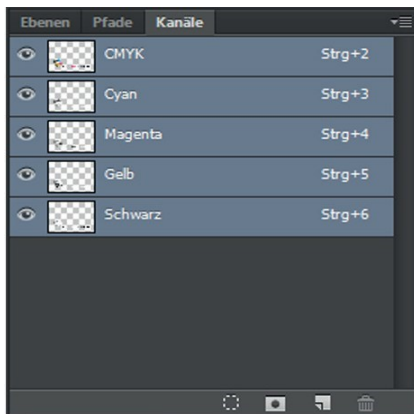 Ebenen Pfade Kanäle
CMYK Strg+2
Cyan Strg+3
Magenta Strg+4
Gelb Strg+5
Schwarz Strg+6